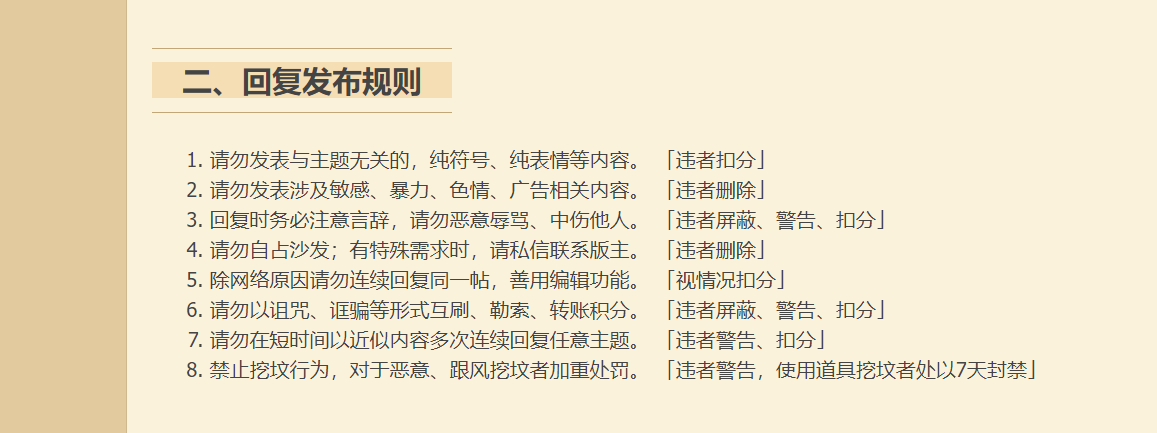 二、回复发布规则
1. 请勿发表与主题无关的，纯符号、纯表情等内容。 「违者扣分」
2. 请勿发表涉及敏感、暴力、色情、广告相关内容。 「违者删除」
3. 回复时务必注意言辞，请勿恶意辱骂、中伤他人。 「违者屏蔽、警告、扣分」
4. 请勿自占沙发；有特殊需求时，请私信联系版主。 「违者删除」
5. 除网络原因请勿连续回复同一帖，善用编辑功能。 「视情况扣分」
6. 请勿以诅咒、诓骗等形式互刷、勒索、转账积分。 「违者屏蔽、警告、扣分」
7. 请勿在短时间以近似内容多次连续回复任意主题。 「违者警告、扣分」
8. 禁止挖坟行为，对于恶意、跟风挖坟者加重处罚。 「违者警告，使用道具挖坟者处以7天封禁」